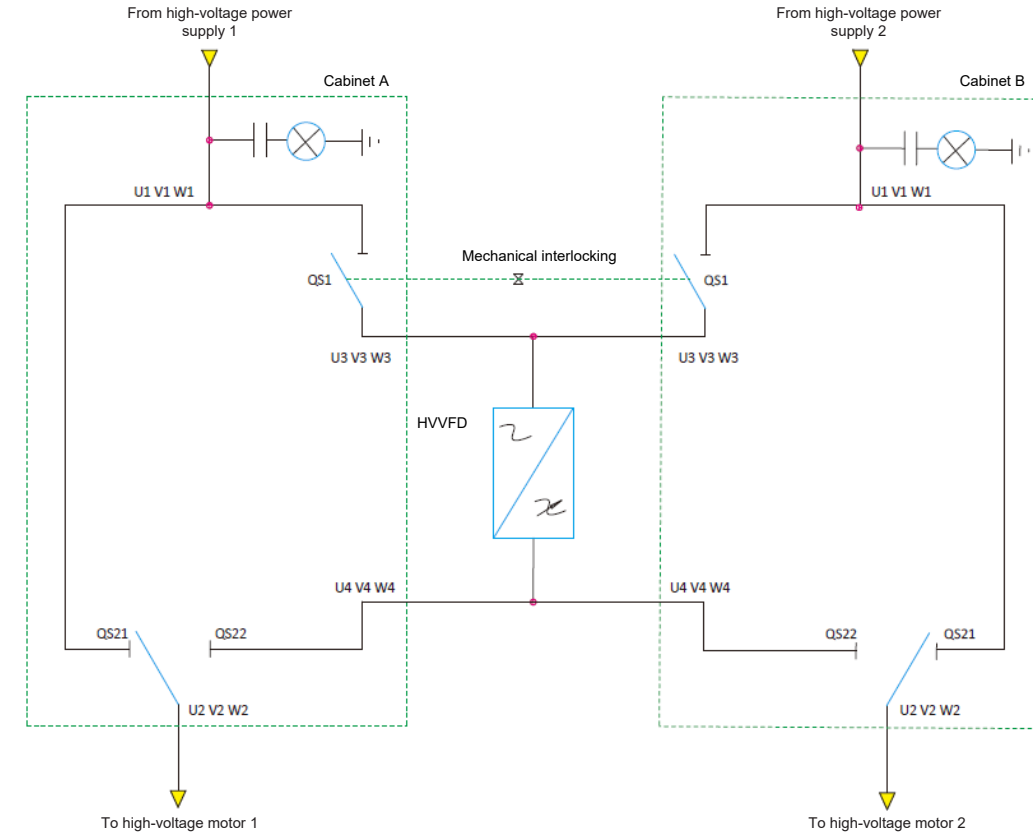 From high-voltage power
supply 1
From high-voltage power
supply 2
Cabinet A
Cabinet B
U1 V1 W1
U1 V1 W1
Mechanical interlocking
QS1
QS1
U3 V3 W3
U3 V3 W3
HVVFD
U4 V4 W4
U4 V4 W4
QS21
QS22
QS22
QS21
U2 V2 W2
U2 V2 W2
To high-voltage motor 1
To high-voltage motor 2